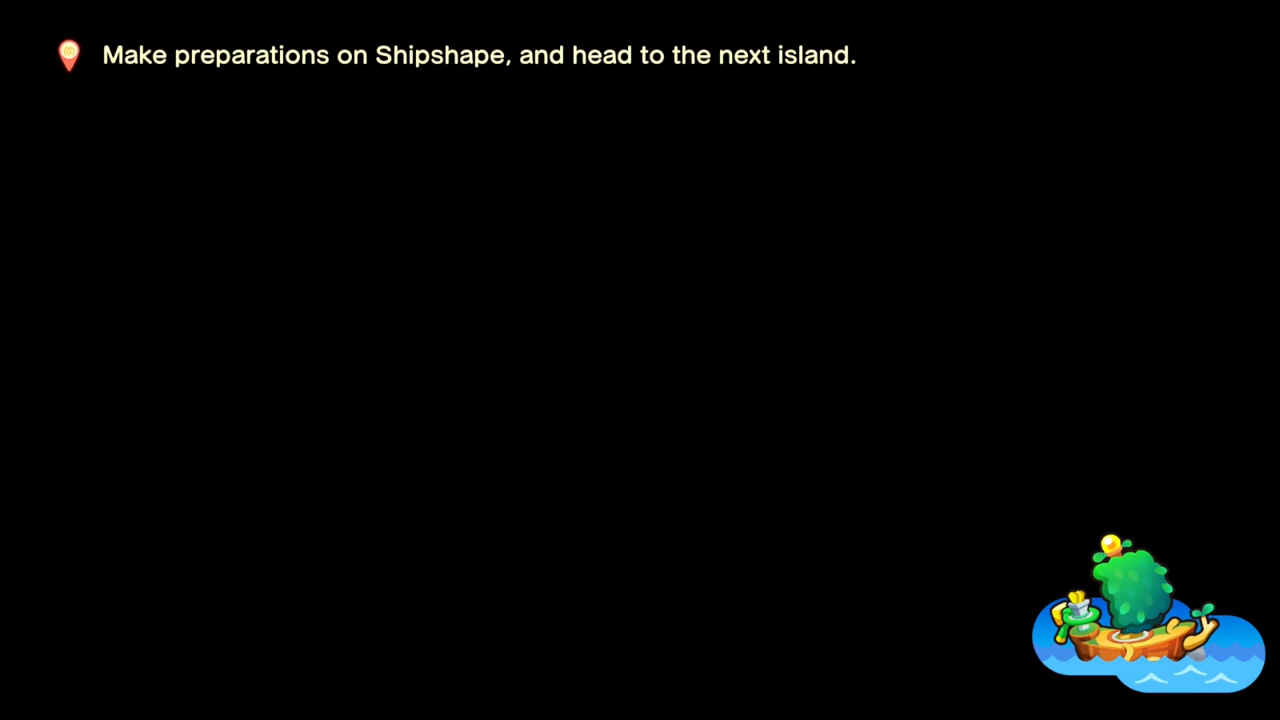 Make preparations on Shipshape, and head to the next island.